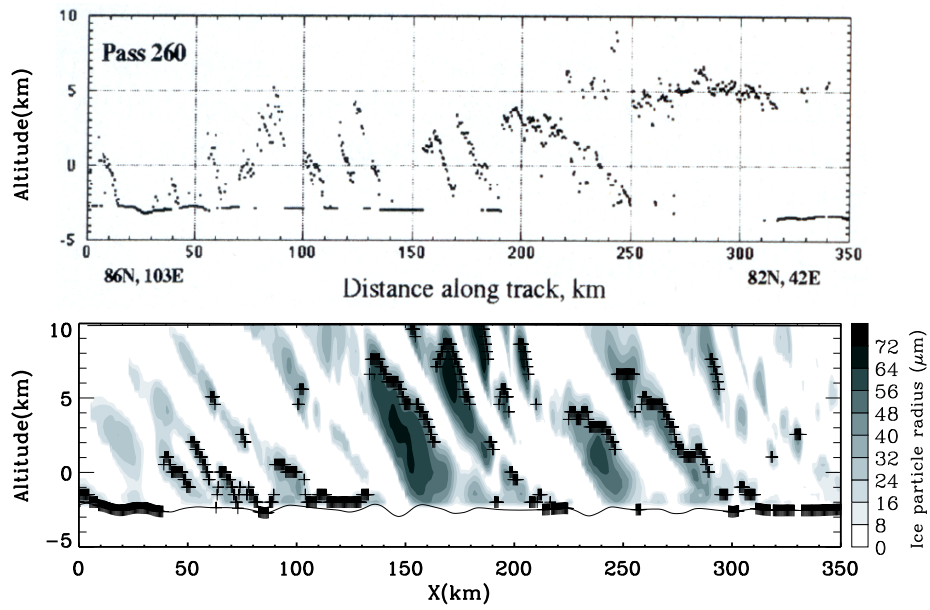 10
Pass 260
5
0
-5
Altitude(km)
0 50 100 150 200 250 300 350
86N, 103E
82N, 42E
Distance along track, km
10
5
0
−5
Altitude(km)
0 50 100 150 200 250 300 350
X(km)
72
64
56
48
40
32
24
16
8
0
Ice particle radius (μm)